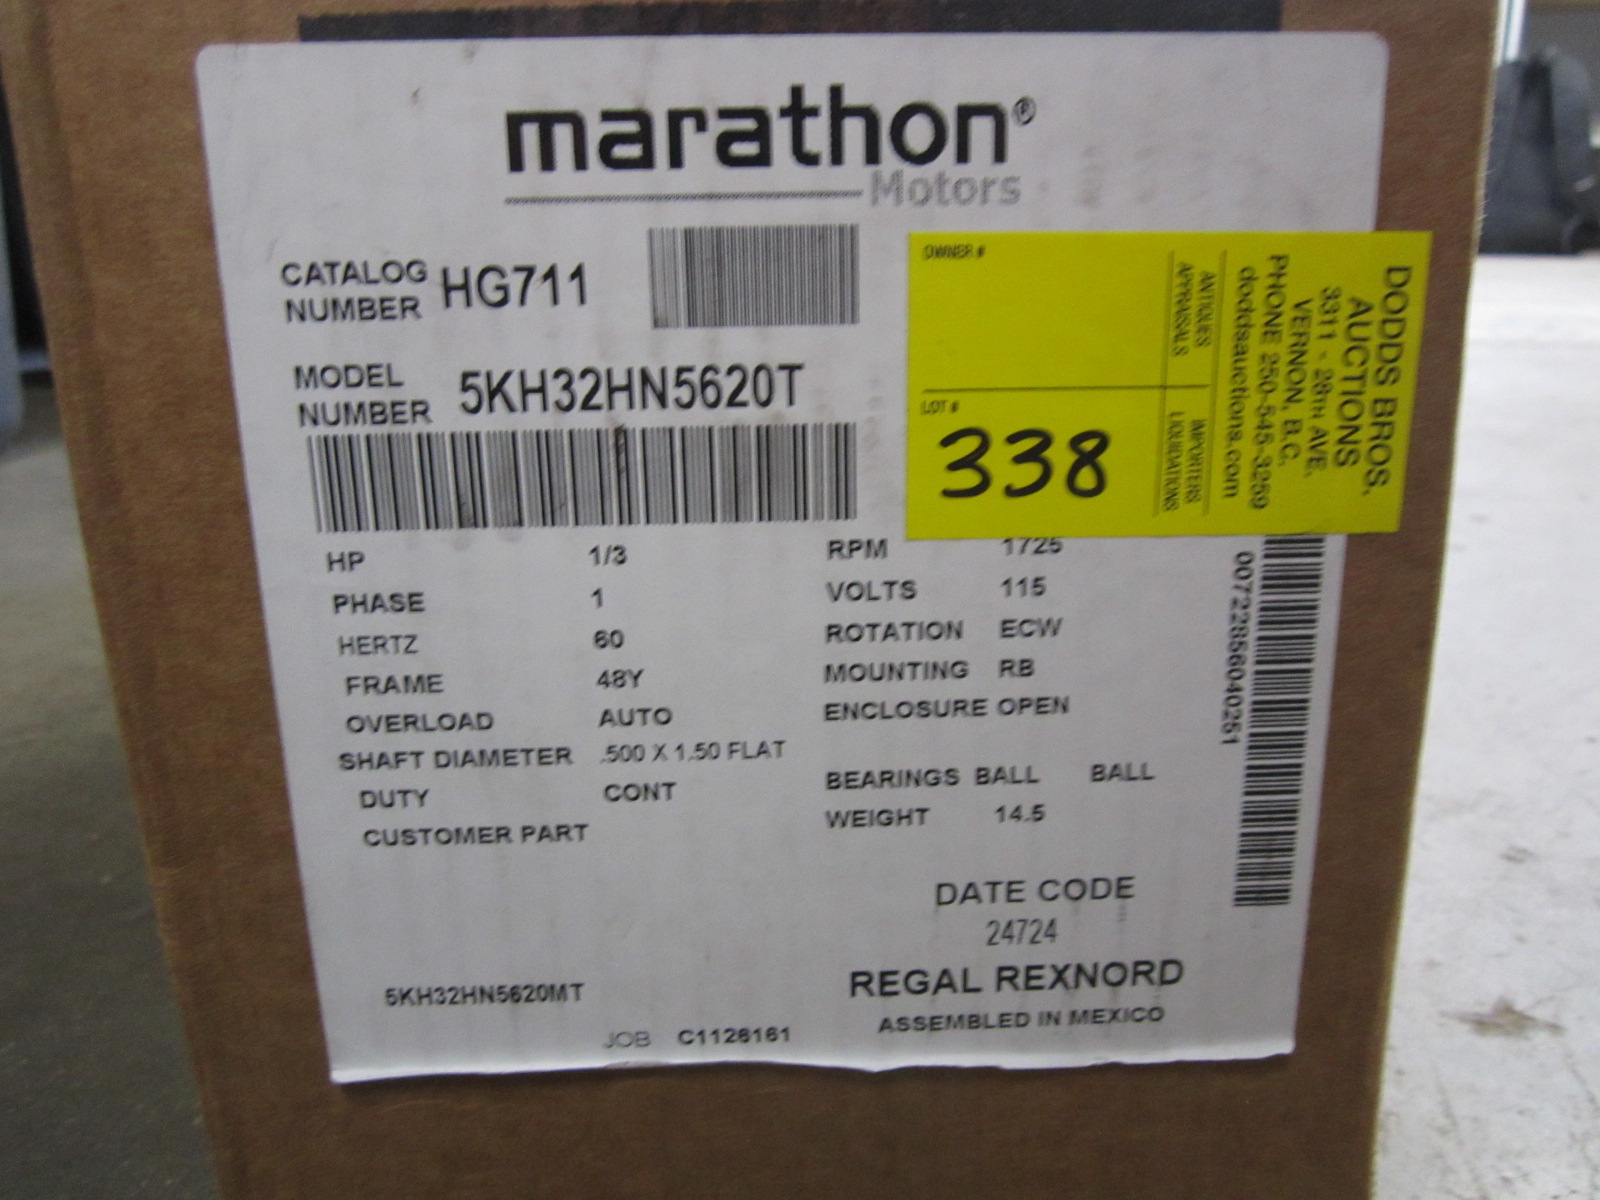 marathon®
Motors
CATALOG NUMBER HG711
MODEL NUMBER 5KH32HN5620T
HP 1/3
PHASE 1
HERTZ 60
FRAME 48Y
OVERLOAD AUTO
SHAFT DIAMETER .500 X 1.50 FLAT
DUTY CONT
CUSTOMER PART
RPM 1725
VOLTS 115
ROTATION ECW
MOUNTING RB
ENCLOSURE OPEN
BEARINGS BALL BALL
WEIGHT 14.5
DATE CODE
24724
REGAL REXNORD
ASSEMBLED IN MEXICO
5KH32HN5620MT
JOB C1126161
OWNER #
LOT #
338
DODDS BROS.
AUCTIONS
3311 - 28TH AVE.
VERNON, B.C.
PHONE 250-545-3259
doddsauctions.com
ANTIQUES IMPORTERS
APPRAISALS LIQUIDATIONS
00722856040251